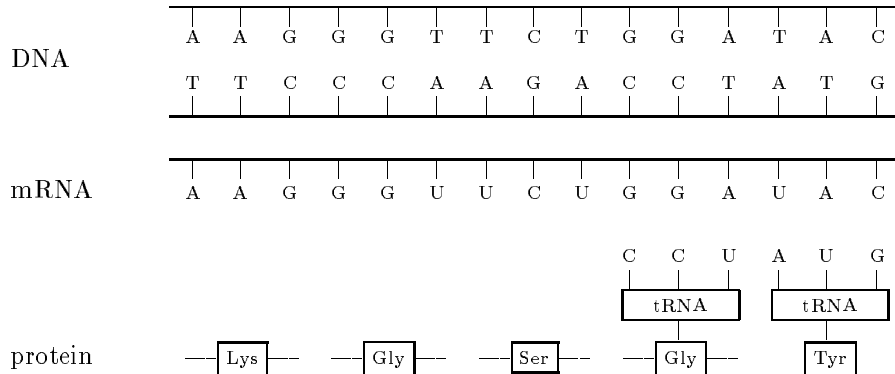 A A G G G T T C T G G A T A C
DNA
T T C C C A A G A C C T A T G
mRNA A A G G G U U C U G G A U A C
C C U A U G
tRNA tRNA
protein Lys Gly Ser Gly Tyr